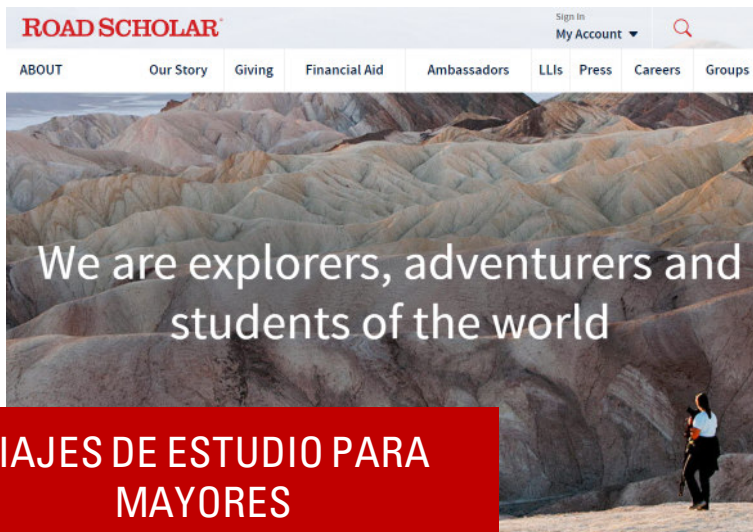 ROAD SCHOLAR
Sign In
My Account
ABOUT Our Story Giving Financial Aid Ambassadors LLIs Press Careers Groups
We are explorers, adventurers and
students of the world
IAJES DE ESTUDIO PARA
MAYORES